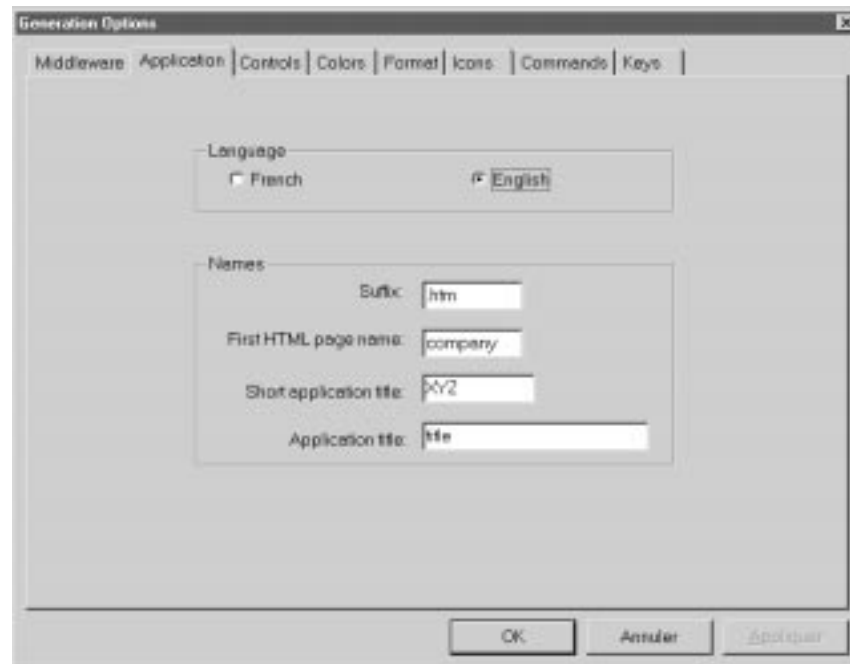 Generation Options
Middleware Application Controls Colors Format Icons Commands Keys
Language
French English
Names
Suffix: .htm
First HTML page name: company
Short application title: XYZ
Application title: title
OK Annuler Appliquer